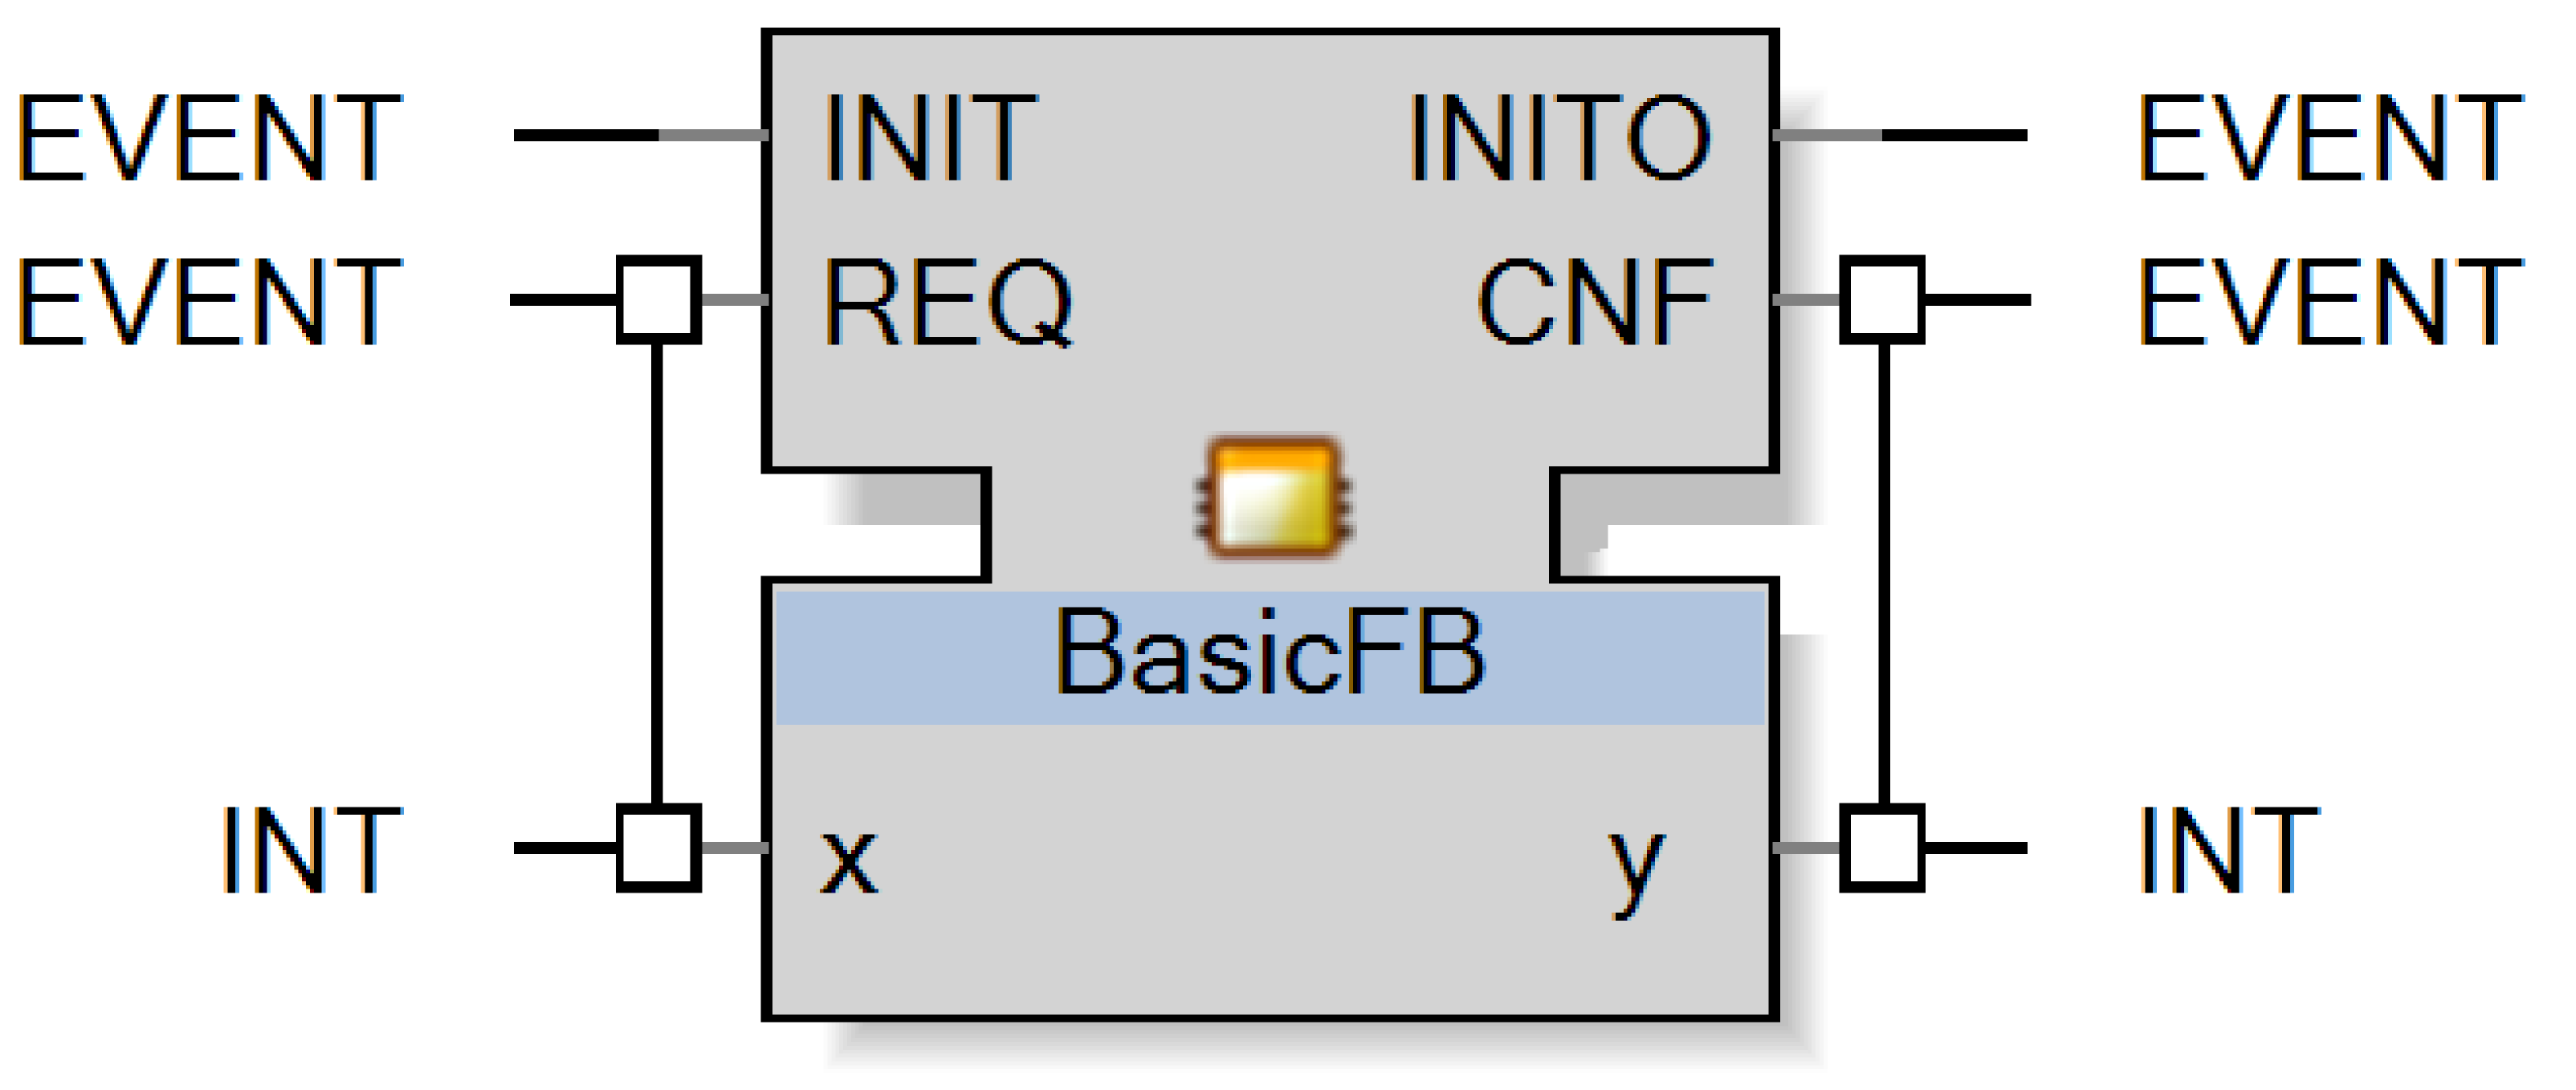 EVENT INIT INITO EVENT
EVENT REQ CNF EVENT
BasicFB
INT x y INT